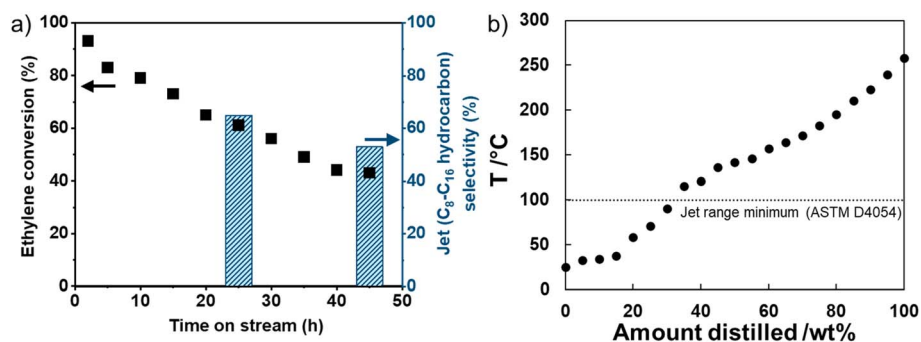 a)
100
80
60
40
20
0
Ethylene conversion (%)
0 10 20 30 40 50
Time on stream (h)
100
80
60
40
20
0
Jet (C₈-C₁₆ hydrocarbon)
selectivity (%)
b)
300
250
200
150
100
50
0
T /°C
Jet range minimum (ASTM D4054)
0 20 40 60 80 100
Amount distilled /wt%